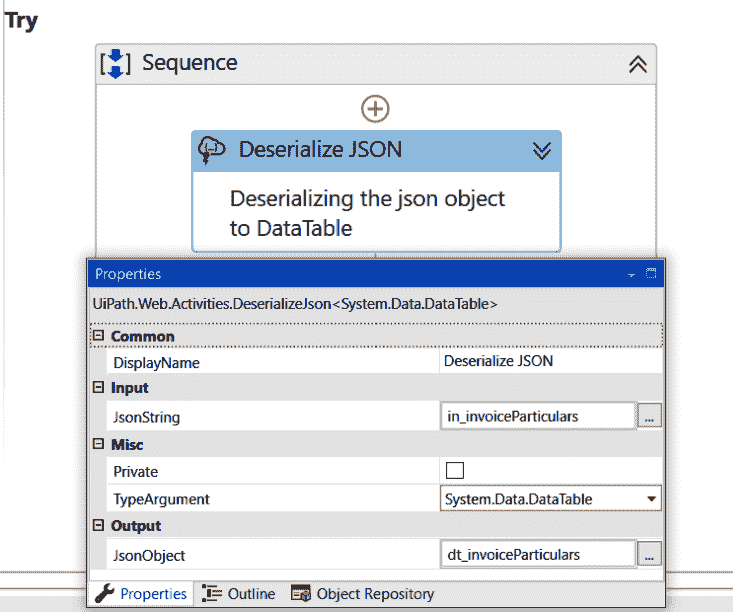 Try
Sequence
Deserialize JSON
Deserializing the json object
to DataTable
Properties
UiPath.Web.Activities.DeserializeJson<System.Data.DataTable>
Common
DisplayName Deserialize JSON
Input
JsonString in_invoiceParticulars ...
Misc
Private
TypeArgument System.Data.DataTable
Output
JsonObject dt_invoiceParticulars ...
Properties Outline Object Repository